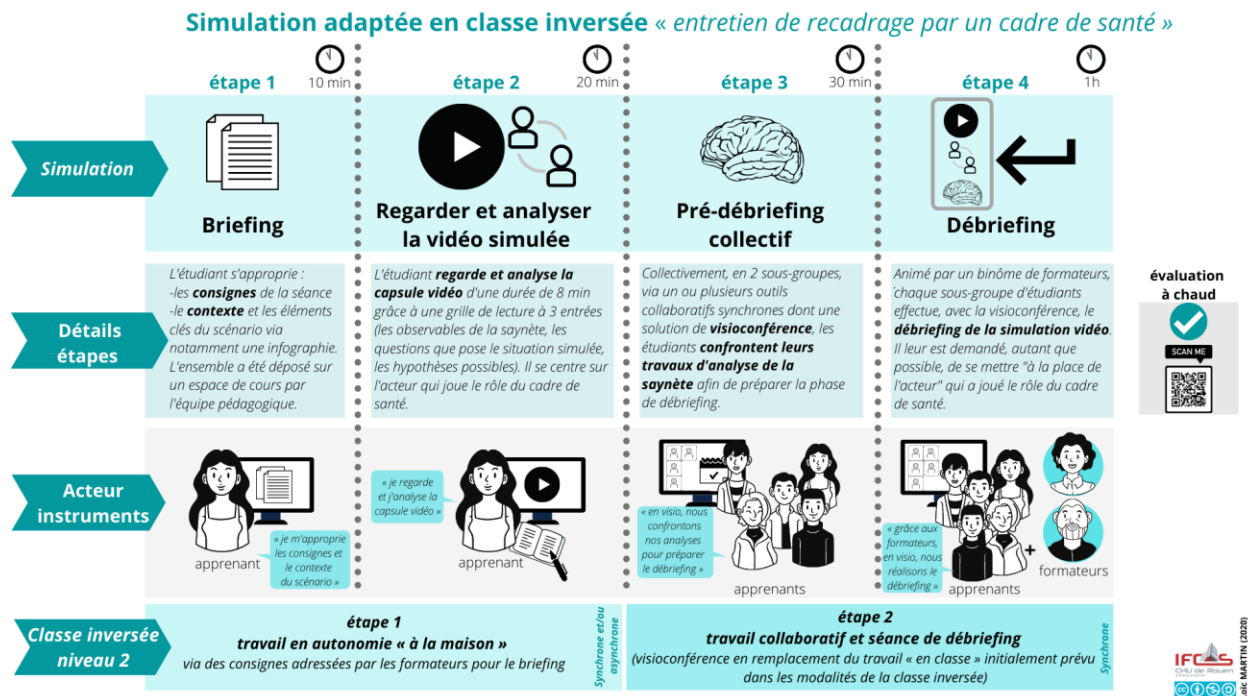 Simulation adaptée en classe inversée « entretien de recadrage par un cadre de santé »
étape 1
10 min
étape 2
20 min
étape 3
30 min
étape 4
1h
Simulation
Briefing
Regarder et analyser
la vidéo simulée
Pré-débriefing
collectif
Débriefing
Détails
étapes
L'étudiant s'approprie :
-les consignes de la séance
-le contexte et les éléments
clés du scénario via
notamment une infographie.
L'ensemble a été déposé sur
un espace de cours par
l'équipe pédagogique.
L'étudiant regarde et analyse la
capsule vidéo d'une durée de 8 min
grâce à une grille de lecture à 3 entrées
(les observables de la saynète, les
questions que pose le situation simulée,
les hypothèses possibles). Il se centre sur
l'acteur qui joue le rôle du cadre de
santé.
Collectivement, en 2 sous-groupes,
via un ou plusieurs outils
collaboratifs synchrones dont une
solution de visioconférence, les
étudiants confrontent leurs
travaux d'analyse de la
saynète afin de préparer la phase
de débriefing.
Animé par un binôme de formateurs,
chaque sous-groupe d'étudiants
effectue, avec la visioconférence, le
débriefing de la simulation vidéo.
Il leur est demandé, autant que
possible, de se mettre "à la place de
l'acteur" qui a joué le rôle du cadre
de santé.
évaluation
à chaud
SCAN ME
Acteur
instruments
« je m'approprie
les consignes et
le contexte
du scénario »
apprenant
« je regarde
et j'analyse la
capsule vidéo »
apprenant
« en visio, nous
confrontons
nos analyses
pour préparer
le débriefing »
apprenants
« grâce aux
formateurs,
en visio, nous
réalisons le
débriefing »
apprenants
+
formateurs
Classe inversée
niveau 2
étape 1
travail en autonomie « à la maison »
via des consignes adressées par les formateurs pour le briefing
Synchrone et/ou
asynchrone
étape 2
travail collaboratif et séance de débriefing
(visioconférence en remplacement du travail « en classe » initialement prévu
dans les modalités de la classe inversée)
Synchrone
IFCS
CHU de Rouen
MARTIN (2020)